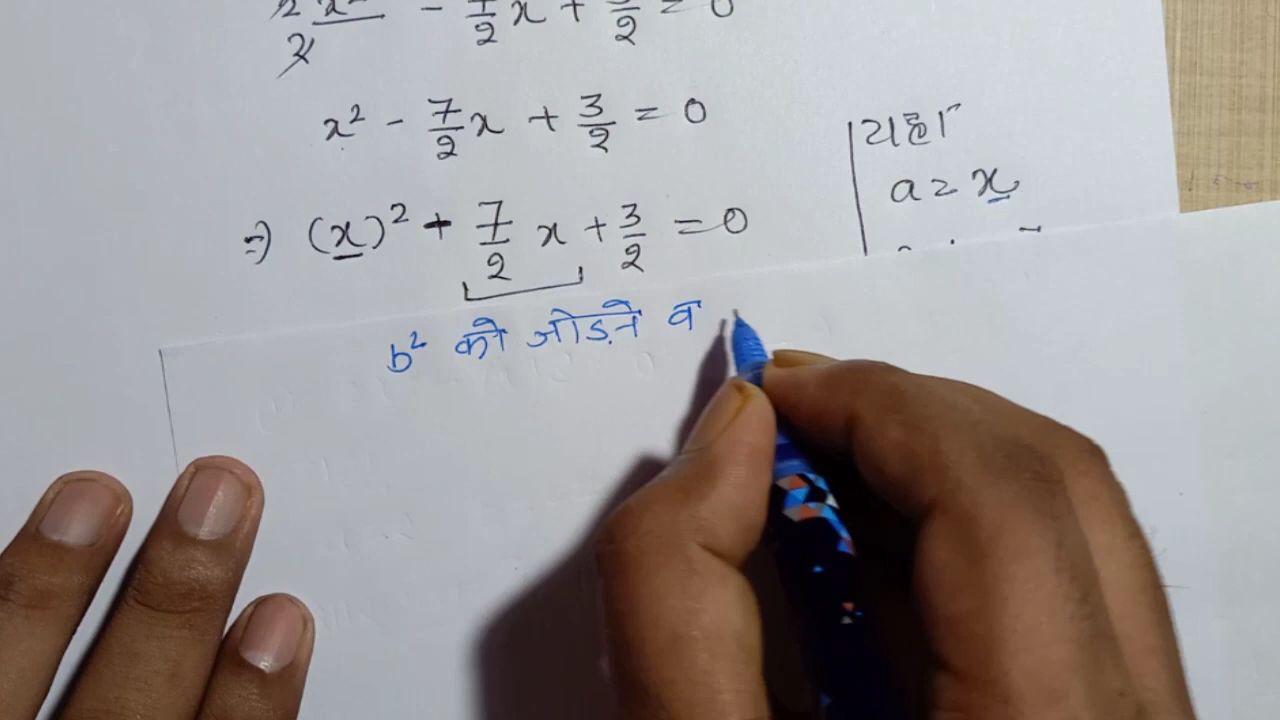 x² - 7/2 x + 3/2 = 0
⇒ (x)² - 7/2 x + 3/2 = 0
यहाँ
a = x
b² को जोड़ने व